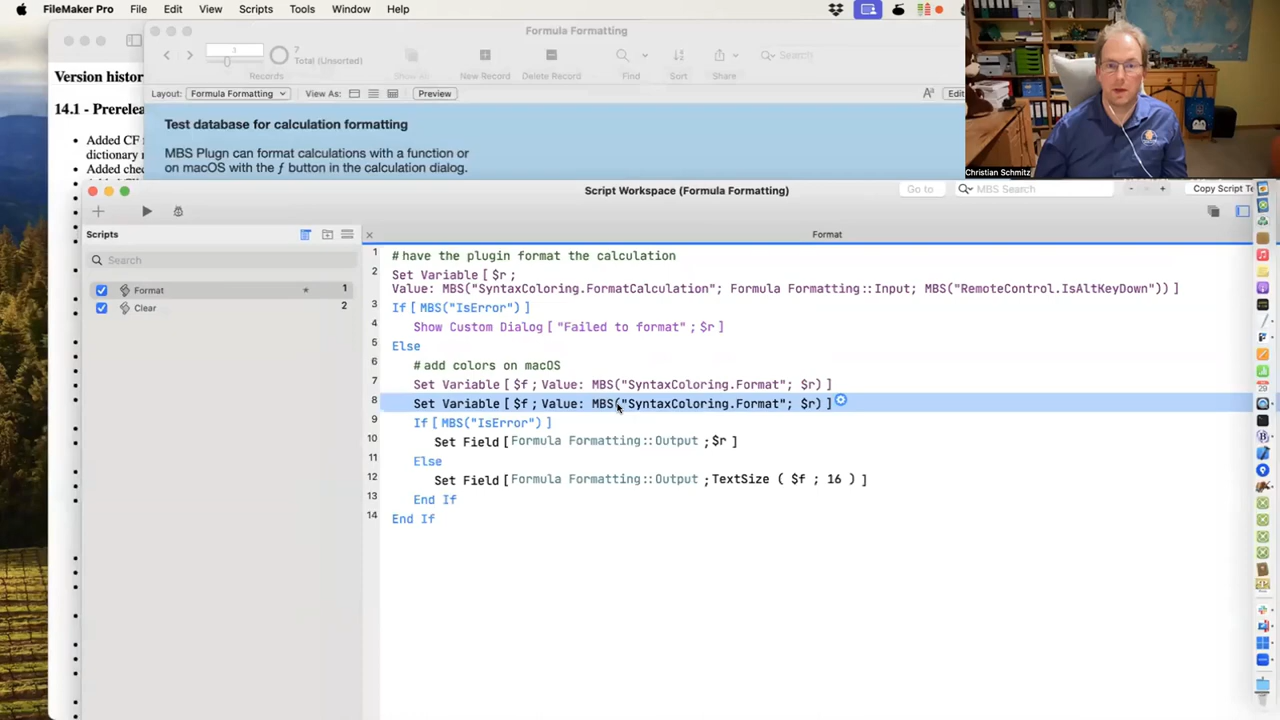 FileMaker Pro File Edit View Scripts Tools Window Help
Formula Formatting
3
7
Total (Unsorted)
Search
Records
New Record Delete Record Find Sort Share
Layout: Formula Formatting View As: Preview Edit
Version histor
14.1 - Prerelea
Added CF
dictionary
Added chec
Test database for calculation formatting
MBS Plugn can format calculations with a function or
on macOS with the ƒ button in the calculation dialog.
Christian Schmitz
Script Workspace (Formula Formatting)
Go to
MBS Search
- - +
Copy Script Te
Scripts
Format
Search
Format * 1
Clear 2
1 # have the plugin format the calculation
2 Set Variable [ $r ;
Value: MBS("SyntaxColoring.FormatCalculation"; Formula Formatting::Input; MBS("RemoteControl.IsAltKeyDown")) ]
3 If [ MBS("IsError") ]
4 Show Custom Dialog [ "Failed to format" ; $r ]
5 Else
6 # add colors on macOS
7 Set Variable [ $f ; Value: MBS("SyntaxColoring.Format"; $r) ]
8 Set Variable [ $f ; Value: MBS("SyntaxColoring.Format"; $r) ]
9 If [ MBS("IsError") ]
10 Set Field [ Formula Formatting::Output ; $r ]
11 Else
12 Set Field [ Formula Formatting::Output ; TextSize ( $f ; 16 ) ]
13 End If
14 End If